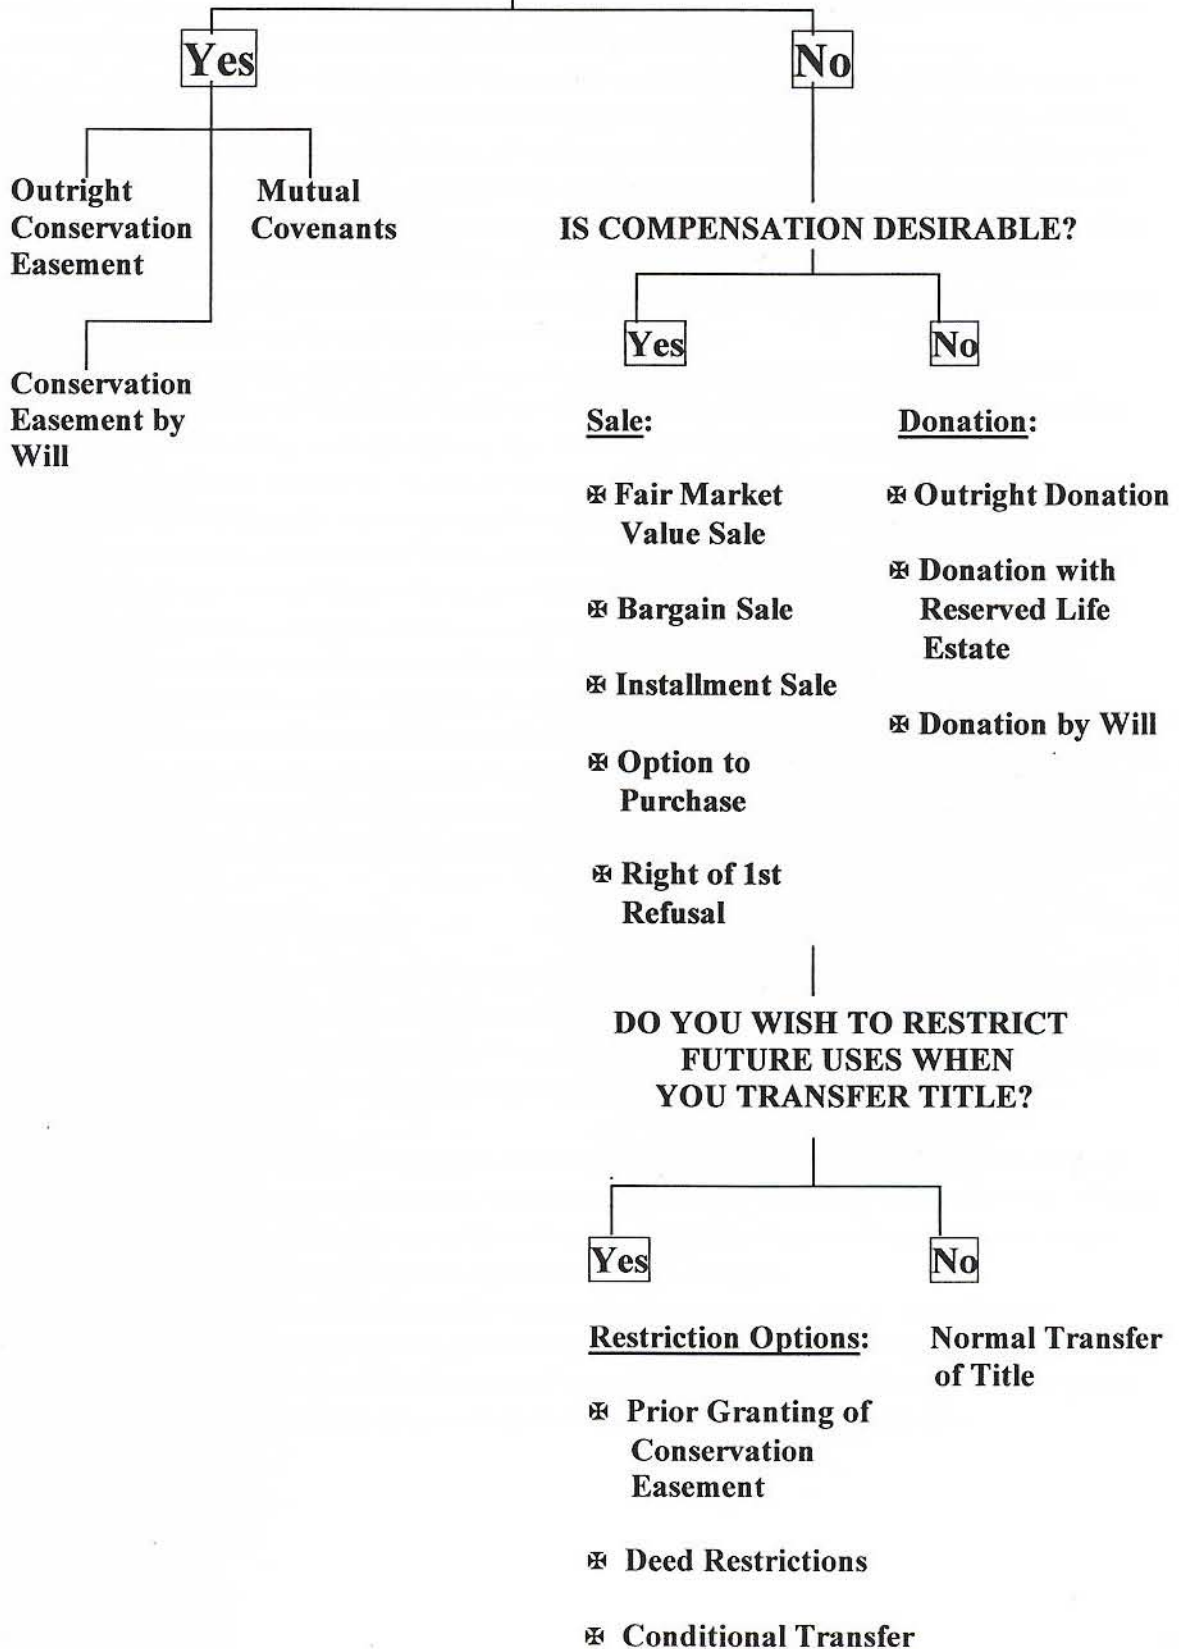 Yes
No
Outright
Conservation
Easement
Mutual
Covenants
IS COMPENSATION DESIRABLE?
Yes
No
Conservation
Easement by
Will
Sale:
✠ Fair Market
Value Sale
✠ Bargain Sale
✠ Installment Sale
✠ Option to
Purchase
✠ Right of 1st
Refusal
Donation:
✠ Outright Donation
✠ Donation with
Reserved Life
Estate
✠ Donation by Will
DO YOU WISH TO RESTRICT
FUTURE USES WHEN
YOU TRANSFER TITLE?
Yes
No
Restriction Options:
✠ Prior Granting of
Conservation
Easement
✠ Deed Restrictions
✠ Conditional Transfer
Normal Transfer
of Title